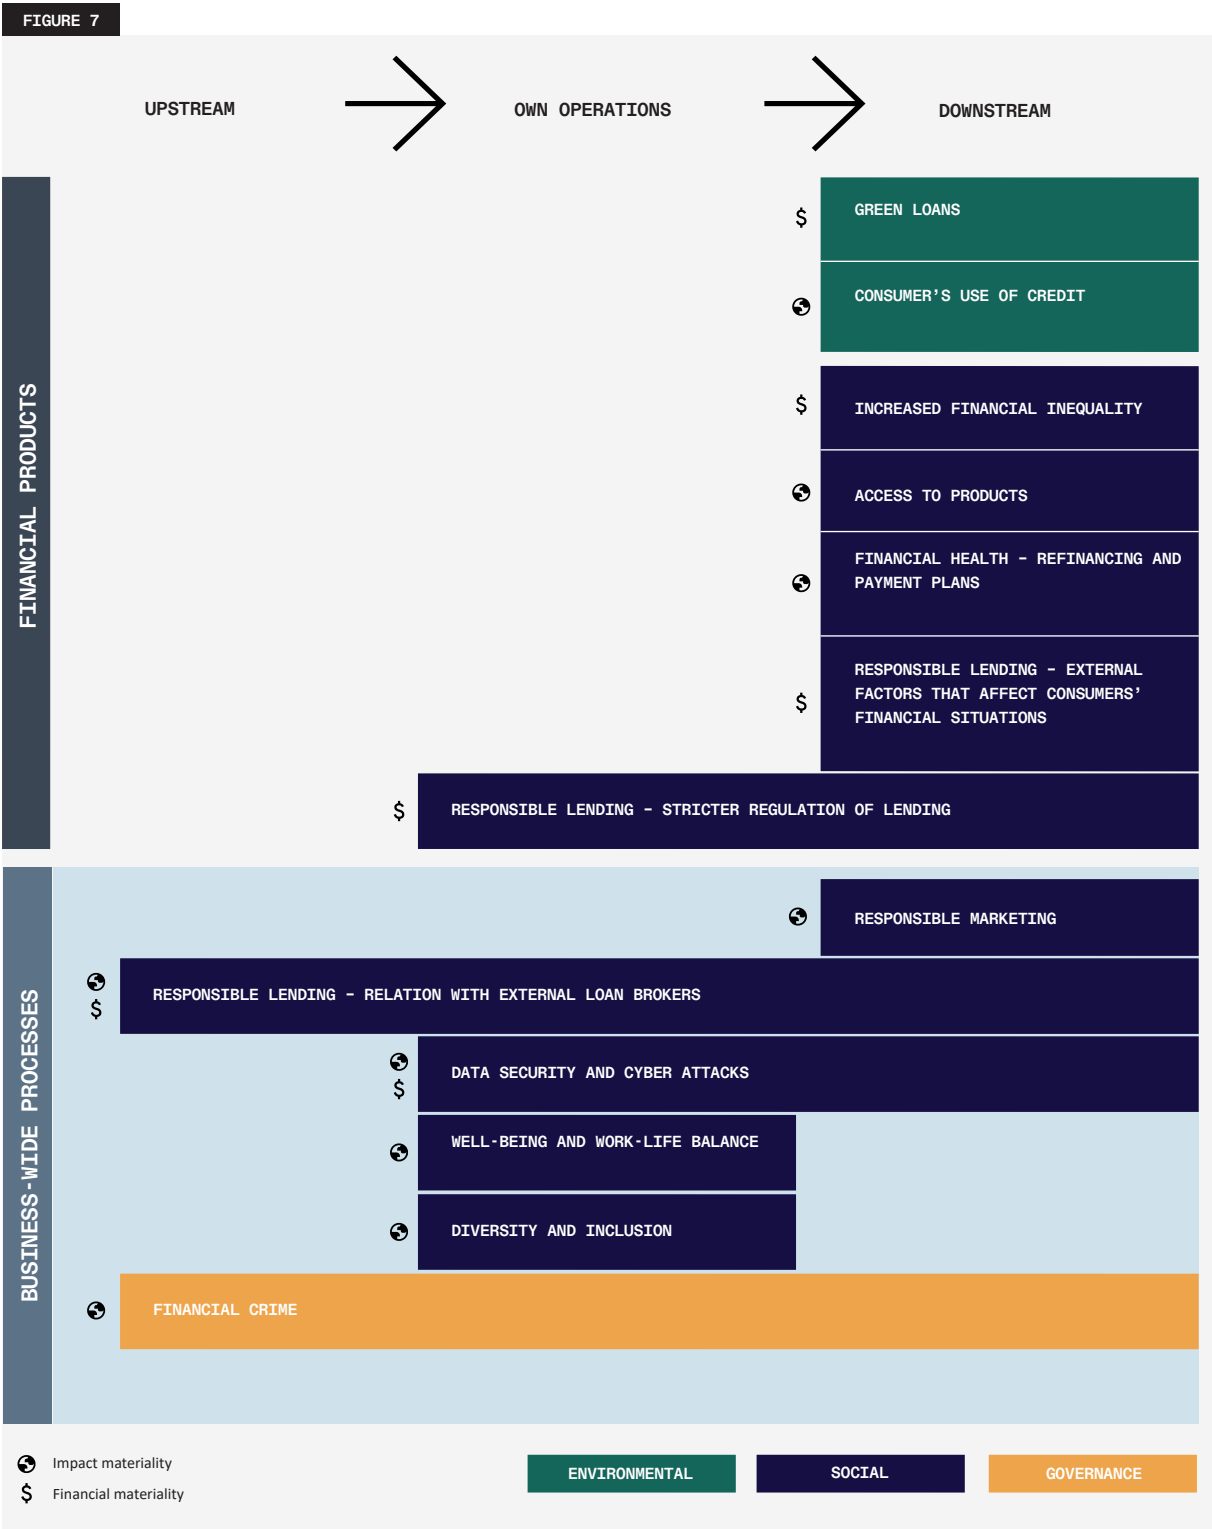 FIGURE 7
UPSTREAM
OWN OPERATIONS
DOWNSTREAM
FINANCIAL PRODUCTS
$
GREEN LOANS
CONSUMER’S USE OF CREDIT
$
INCREASED FINANCIAL INEQUALITY
ACCESS TO PRODUCTS
FINANCIAL HEALTH – REFINANCING AND
PAYMENT PLANS
$
RESPONSIBLE LENDING – EXTERNAL
FACTORS THAT AFFECT CONSUMERS’
FINANCIAL SITUATIONS
$
RESPONSIBLE LENDING – STRICTER REGULATION OF LENDING
BUSINESS-WIDE PROCESSES
RESPONSIBLE MARKETING
$
RESPONSIBLE LENDING – RELATION WITH EXTERNAL LOAN BROKERS
$
DATA SECURITY AND CYBER ATTACKS
WELL-BEING AND WORK-LIFE BALANCE
DIVERSITY AND INCLUSION
FINANCIAL CRIME
Impact materiality
$ Financial materiality
ENVIRONMENTAL
SOCIAL
GOVERNANCE